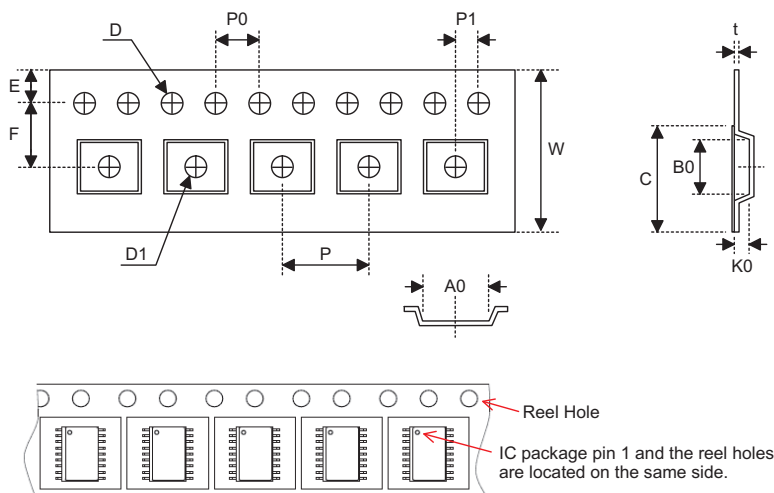 D
P0
P1
t
E
F
W
C
B0
D1
P
K0
A0
Reel Hole
IC package pin 1 and the reel holes
are located on the same side.